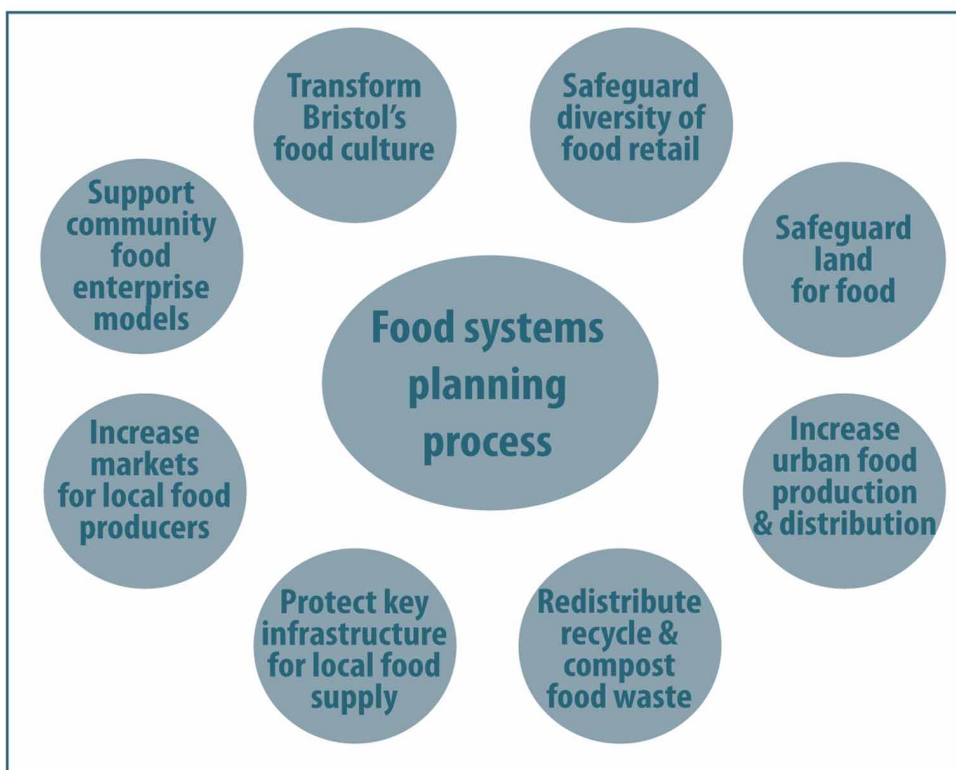 Transform
Bristol's
food culture
Safeguard
diversity of
food retail
Support
community
food
enterprise
models
Safeguard
land
for food
Food systems
planning
process
Increase
markets
for local food
producers
Increase
urban food
production
& distribution
Protect key
infrastructure
for local food
supply
Redistribute
recycle &
compost
food waste